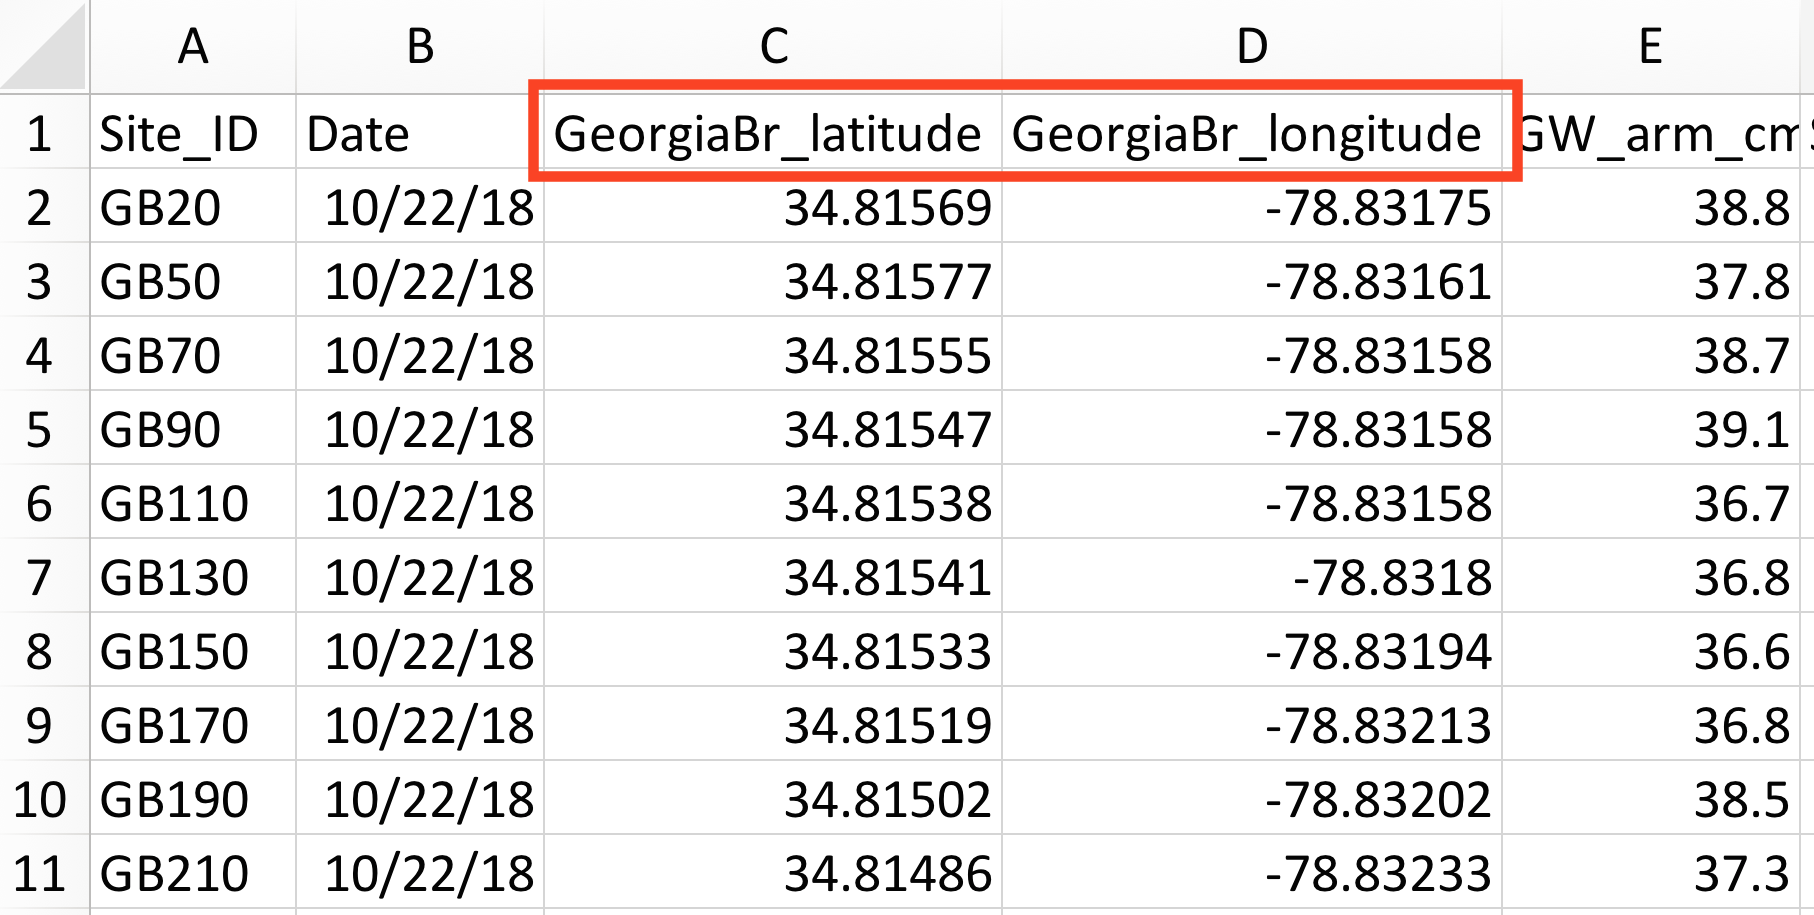 A B C D E
1 Site_ID Date GeorgiaBr_latitude GeorgiaBr_longitude GW_arm_cm
2 GB20 10/22/18 34.81569 -78.83175 38.8
3 GB50 10/22/18 34.81577 -78.83161 37.8
4 GB70 10/22/18 34.81555 -78.83158 38.7
5 GB90 10/22/18 34.81547 -78.83158 39.1
6 GB110 10/22/18 34.81538 -78.83158 36.7
7 GB130 10/22/18 34.81541 -78.8318 36.8
8 GB150 10/22/18 34.81533 -78.83194 36.6
9 GB170 10/22/18 34.81519 -78.83213 36.8
10 GB190 10/22/18 34.81502 -78.83202 38.5
11 GB210 10/22/18 34.81486 -78.83233 37.3